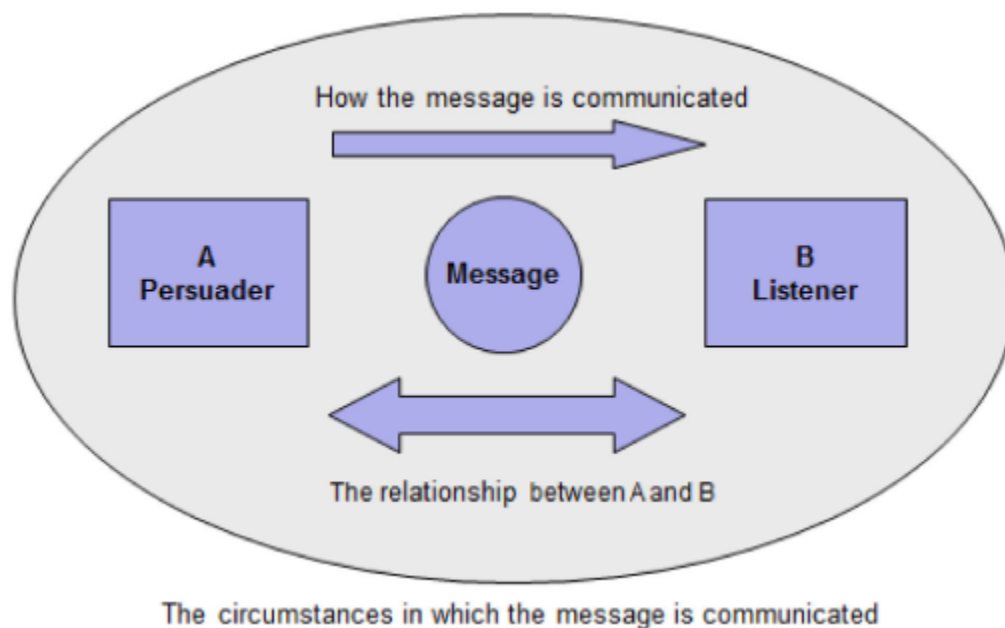 How the message is communicated
A
Persuader
Message
B
Listener
The relationship between A and B
The circumstances in which the message is communicated